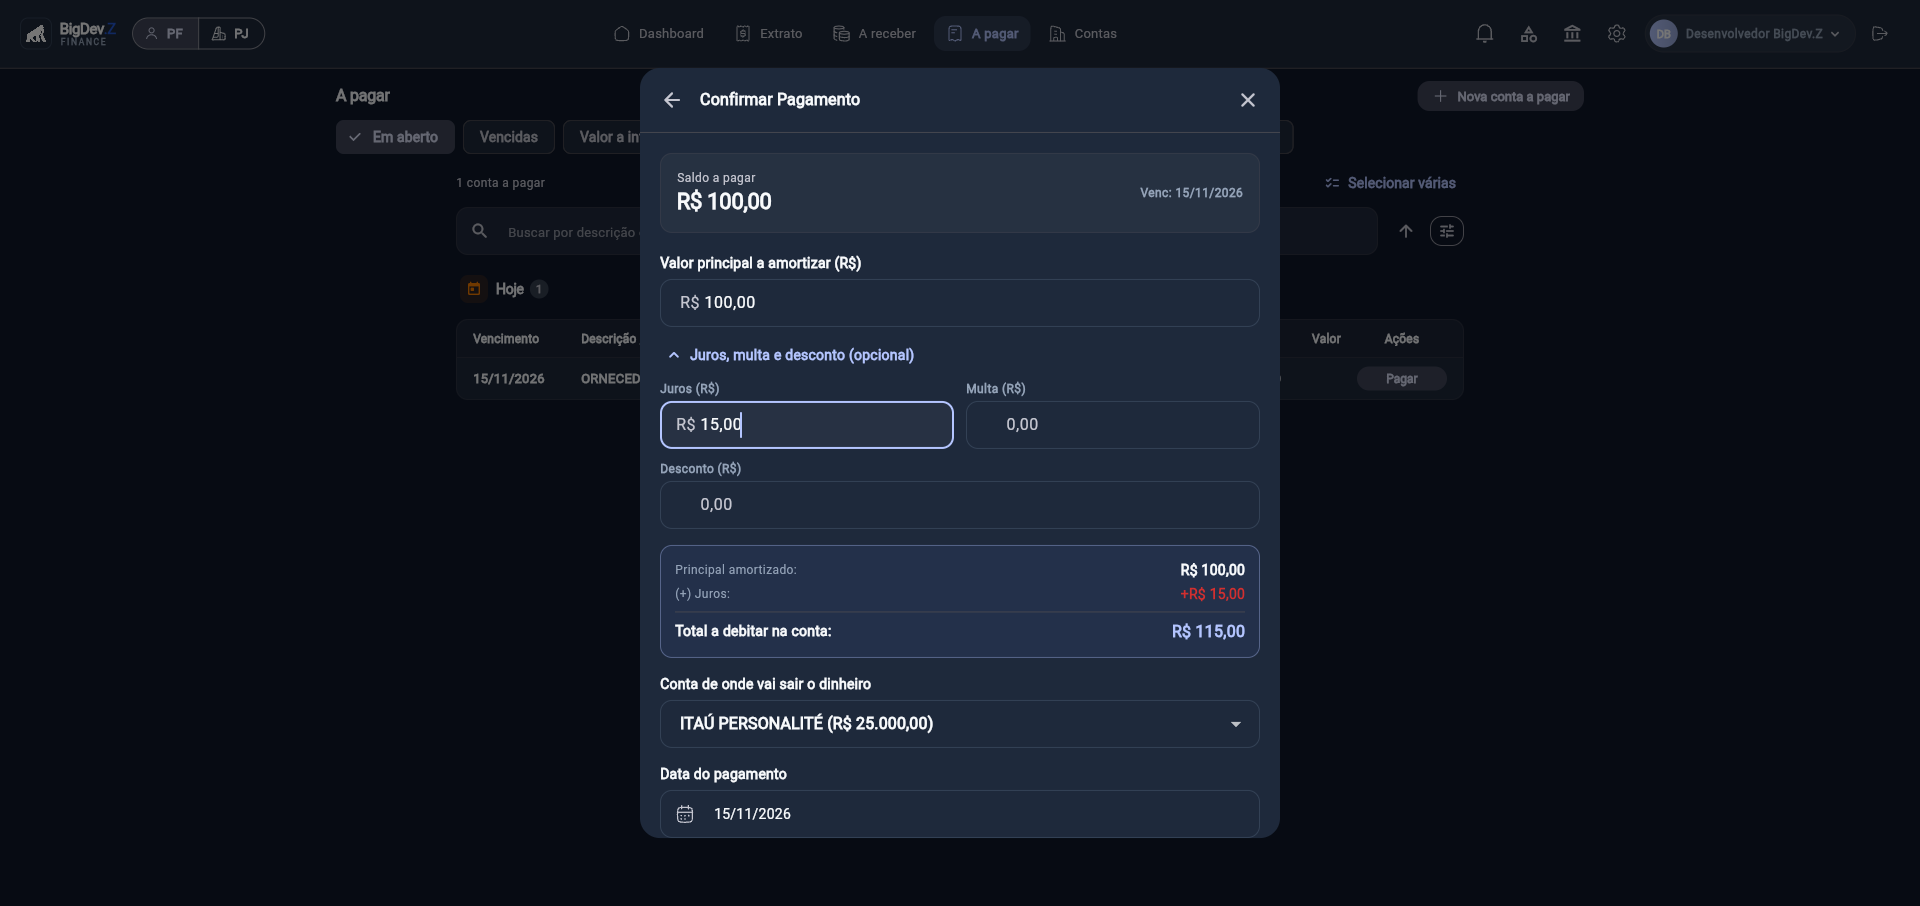 BigDev.Z
FINANCE
PF
PJ
Dashboard
Extrato
A receber
A pagar
Contas
DB
Desenvolvedor BigDev.Z
A pagar
Nova conta a pagar
Em aberto
Vencidas
Valor a in
1 conta a pagar
Selecionar várias
Buscar por descrição
Hoje 1
Vencimento
Descrição
Valor
Ações
15/11/2026
ORNECED
Pagar
Confirmar Pagamento
Saldo a pagar
R$ 100,00
Venc: 15/11/2026
Valor principal a amortizar (R$)
R$ 100,00
Juros, multa e desconto (opcional)
Juros (R$)
Multa (R$)
R$ 15,00
0,00
Desconto (R$)
0,00
Principal amortizado:
R$ 100,00
(+) Juros:
+R$ 15,00
Total a debitar na conta:
R$ 115,00
Conta de onde vai sair o dinheiro
ITAÚ PERSONALITÉ (R$ 25.000,00)
Data do pagamento
15/11/2026